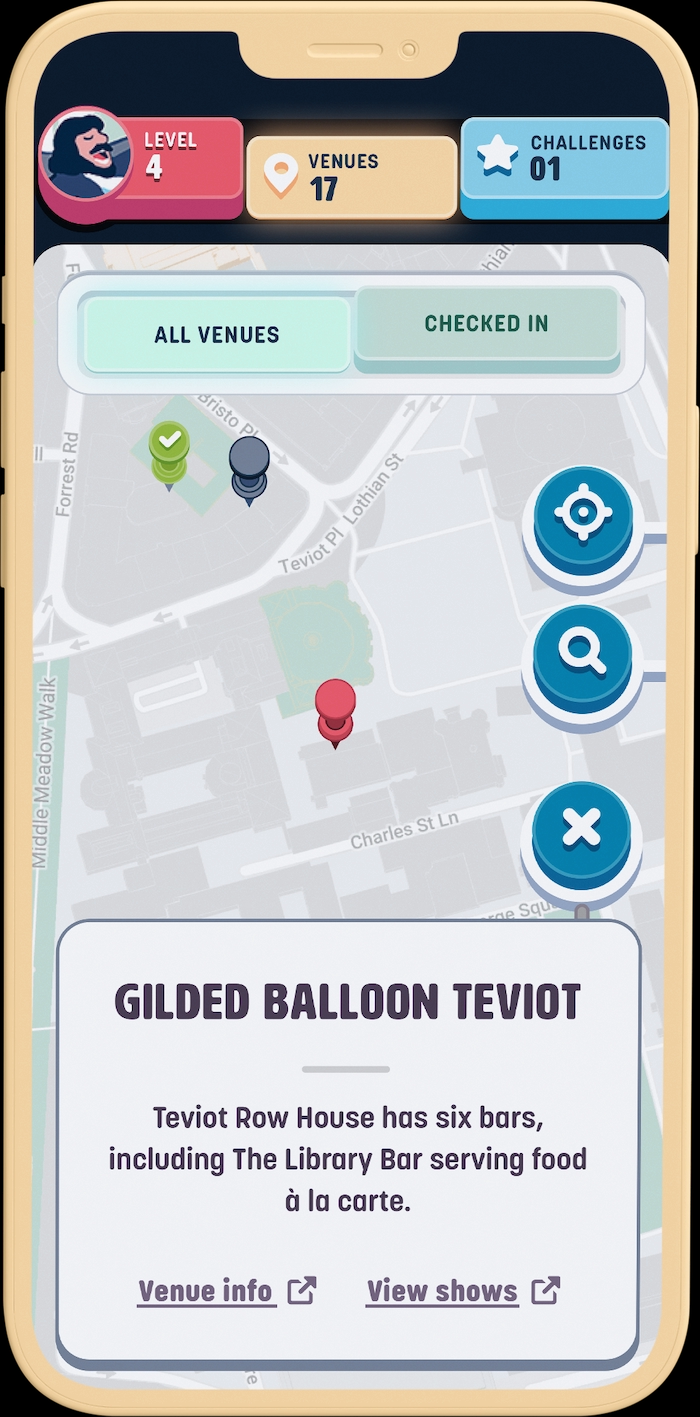 LEVEL
4
VENUES
17
CHALLENGES
01
ALL VENUES
CHECKED IN
Bristo Pl
Forrest Rd
Lothian St
Teviot Pl
Middle Meadow Walk
Charles St Ln
GILDED BALLOON TEVIOT
Teviot Row House has six bars,
including The Library Bar serving food
à la carte.
Venue info
View shows